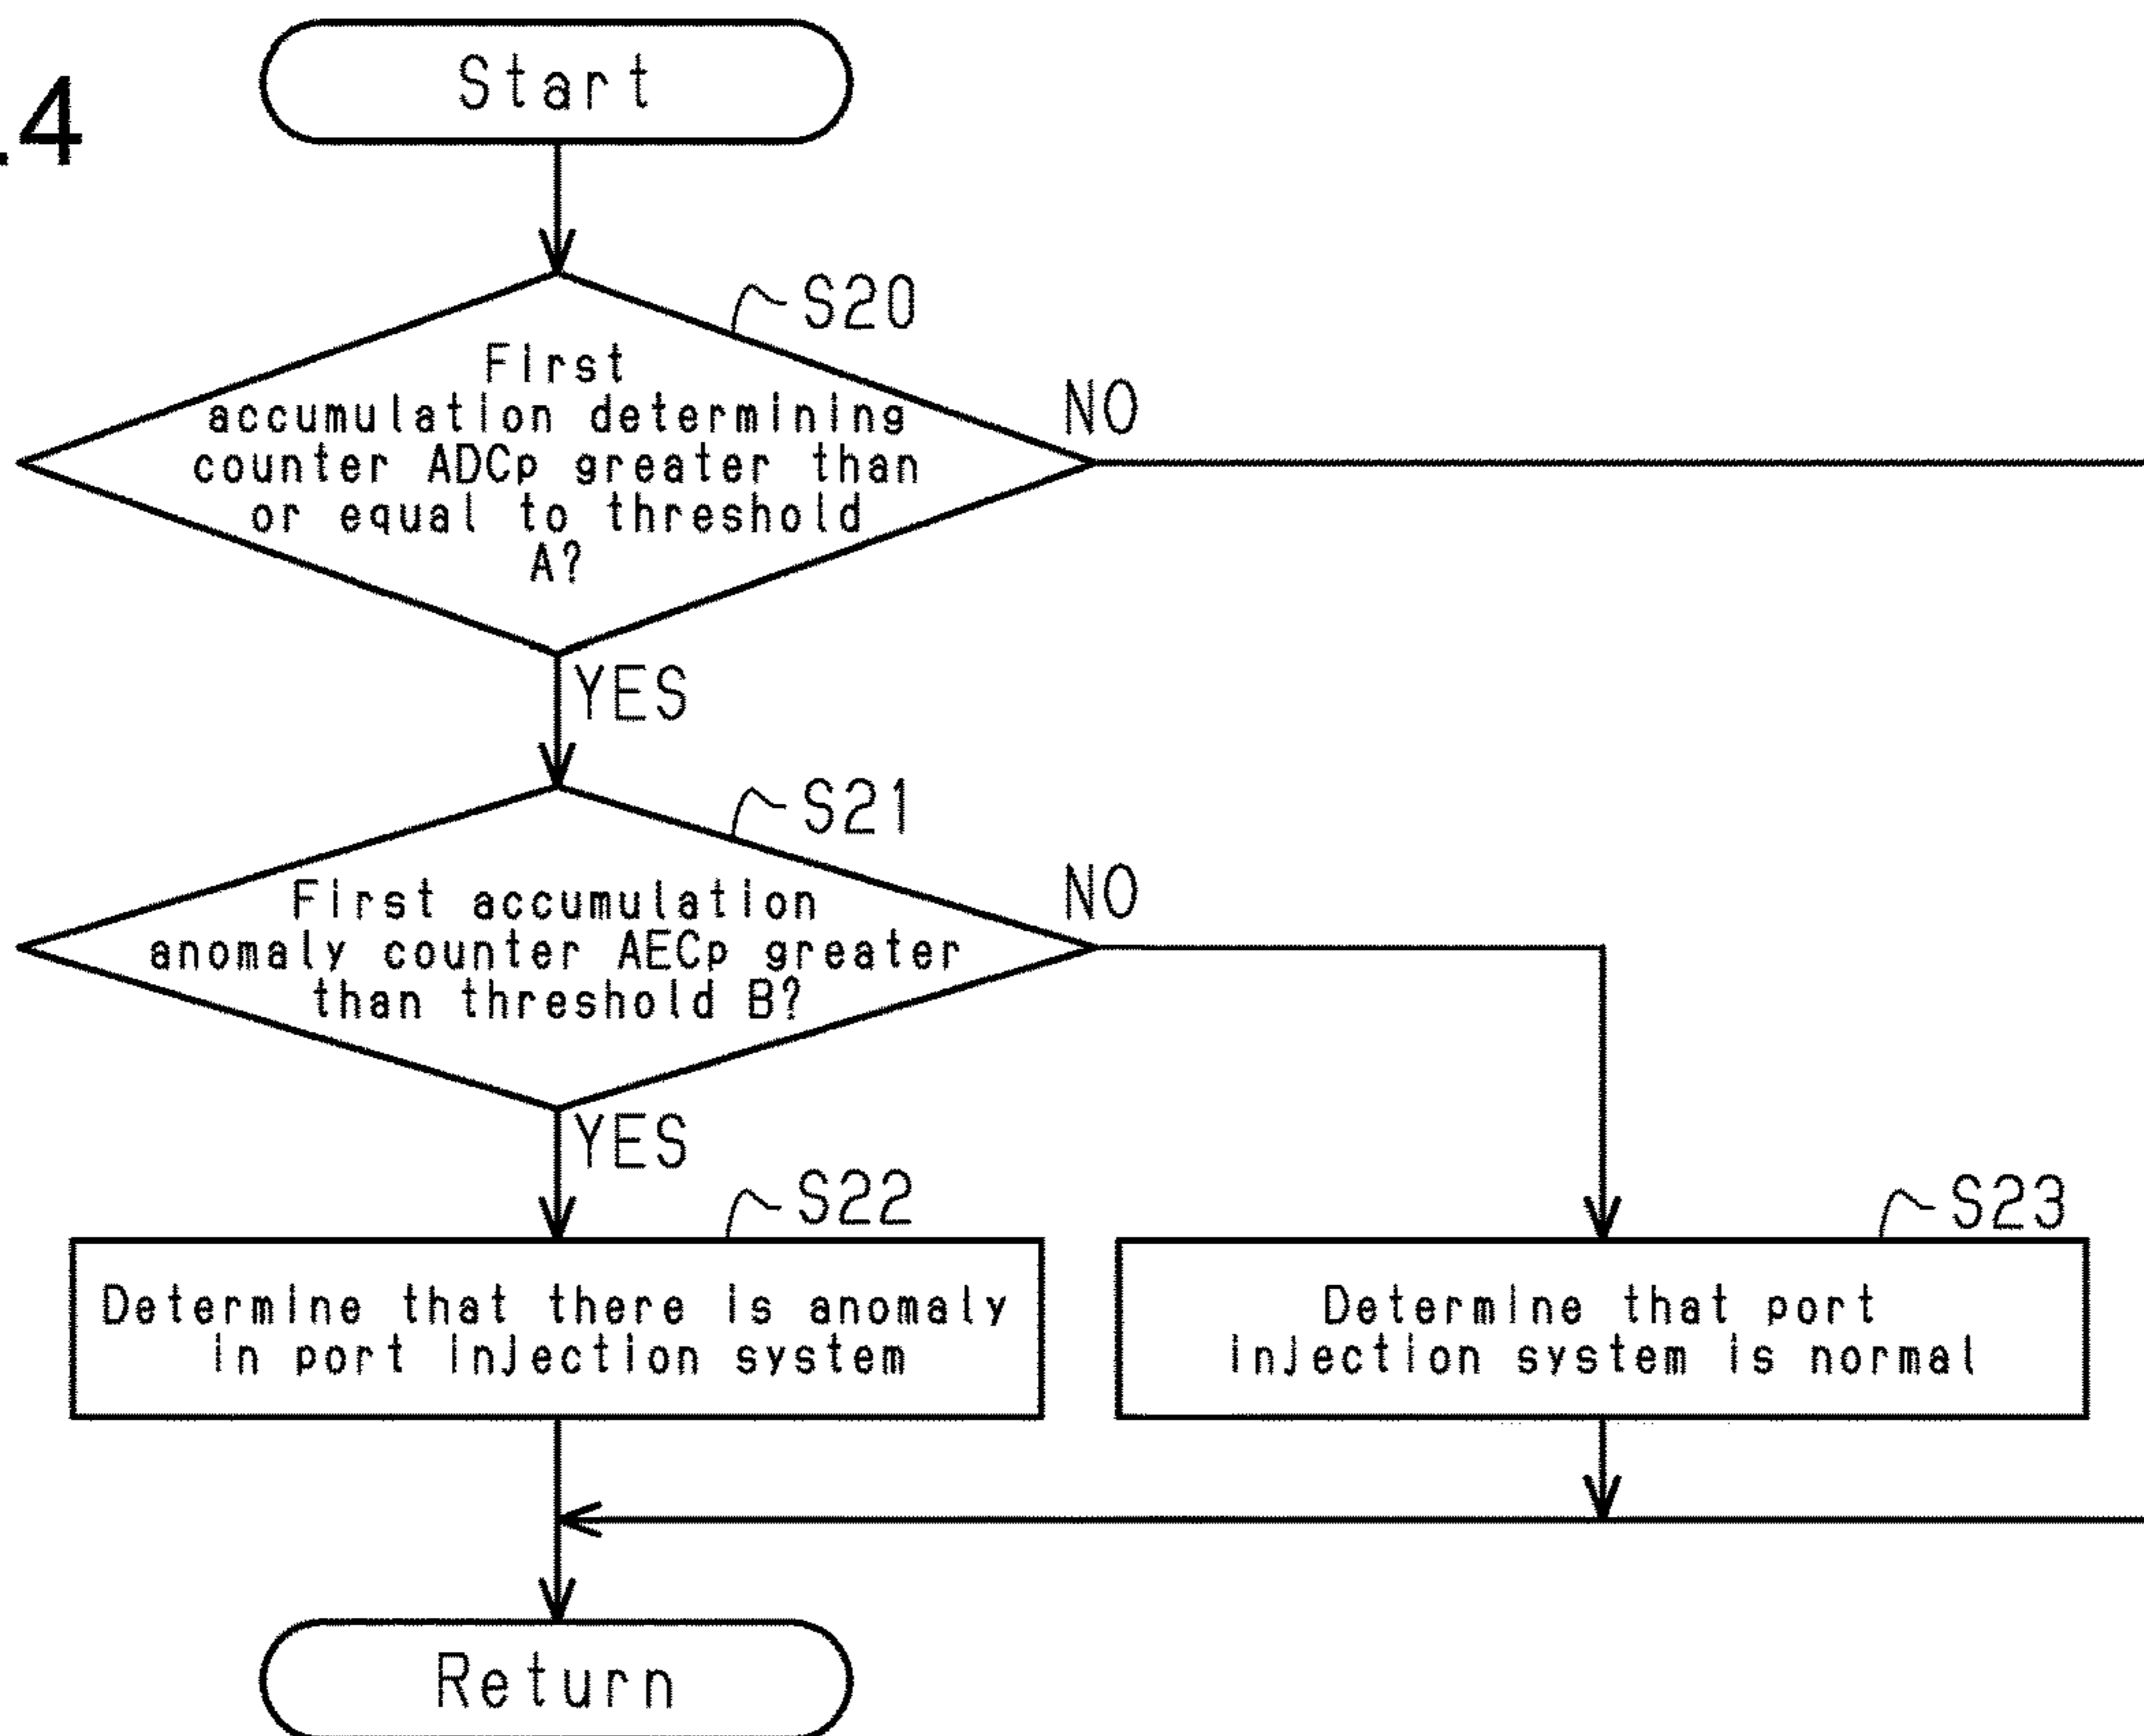 .4
Start
S20
First
accumulation determining
counter ADCp greater than
or equal to threshold
A?
NO
YES
S21
First accumulation
anomaly counter AECp greater
than threshold B?
NO
YES
S22
Determine that there is anomaly
in port injection system
S23
Determine that port
injection system is normal
Return